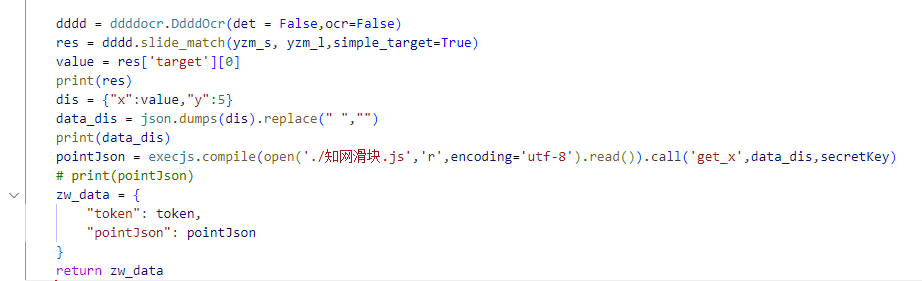 dddd = ddddocr.DdddOcr(det = False,ocr=False)
res = dddd.slide_match(yzm_s, yzm_l,simple_target=True)
value = res['target'][0]
print(res)
dis = {"x":value,"y":5}
data_dis = json.dumps(dis).replace(" ","")
print(data_dis)
pointJson = execjs.compile(open('./知网滑块.js','r',encoding='utf-8').read()).call('get_x',data_dis,secretKey)
# print(pointJson)
zw_data = {
    "token": token,
    "pointJson": pointJson
}
return zw_data